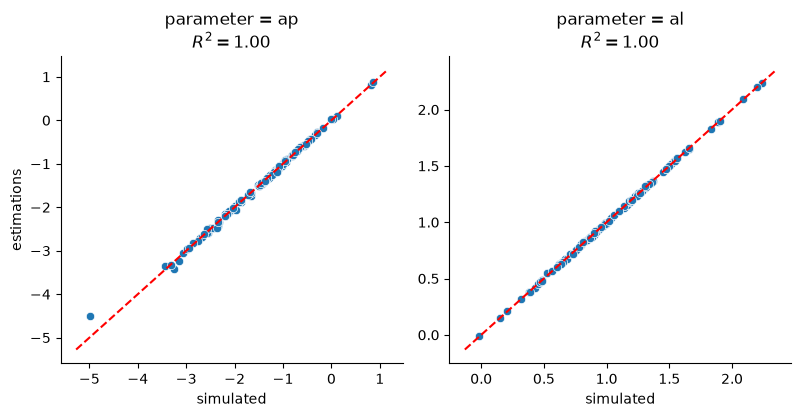 parameter = ap
R² = 1.00
1
0
−1
−2
−3
−4
−5
estimations
−5 −4 −3 −2 −1 0 1
simulated
parameter = al
R² = 1.00
2.0
1.5
1.0
0.5
0.0
0.0 0.5 1.0 1.5 2.0
simulated